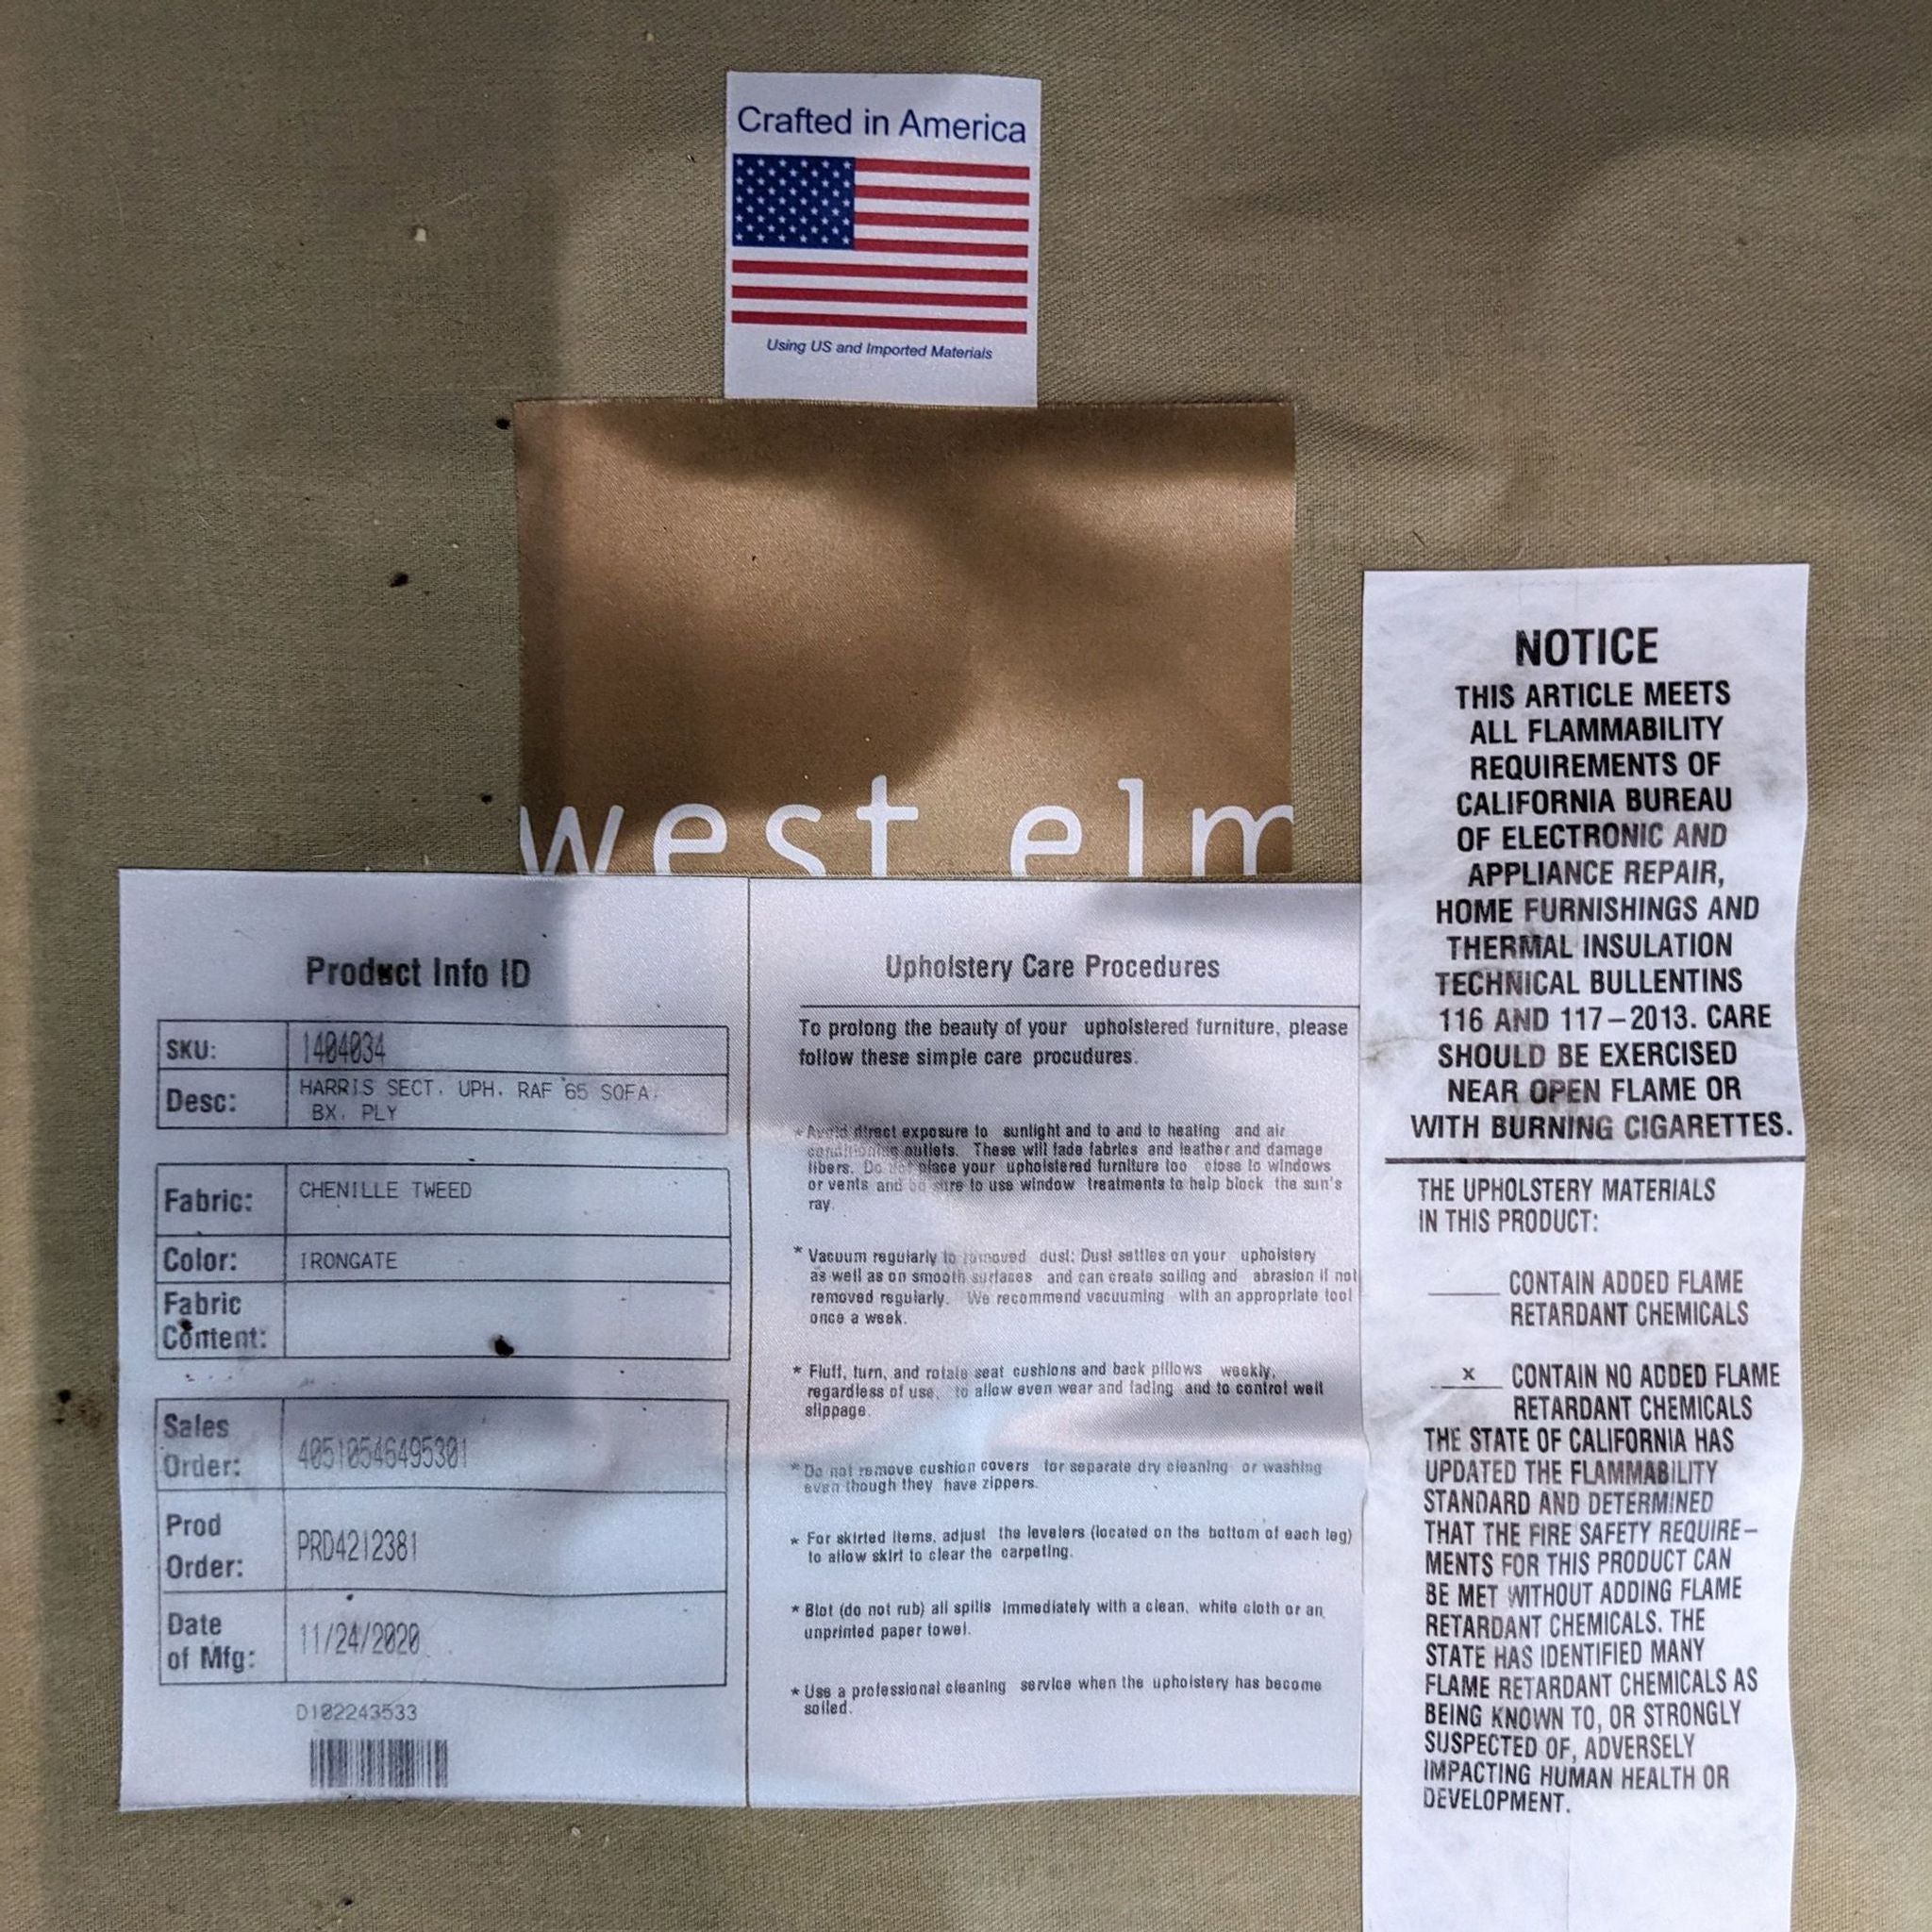 Crafted in America
Using US and Imported Materials
west elm
Product Info ID
SKU: 1404034
Desc: HARRIS SECT. UPH. RAF 65 SOFA.
BX. PLY
Fabric: CHENILLE TWEED
Color: IRONGATE
Fabric
Content:
Sales
Order: 40510546495301
Prod
Order: PRD4212381
Date
of Mfg: 11/24/2020
D102243533
Upholstery Care Procedures
To prolong the beauty of your upholstered furniture, please
follow these simple care procudures.
*Avoid direct exposure to sunlight and to and to heating and air
conditioning outlets. These will fade fabrics and leather and damage
fibers. Do not place your upholstered furniture too close to windows
or vents and be sure to use window treatments to help block the sun's
ray.
* Vacuum regularly to removed dust: Dust settles on your upholstery
as well as on smooth surfaces and can create soiling and abrasion if not
removed regularly. We recommend vacuuming with an appropriate tool
once a week.
* Fluff, turn, and rotate seat cushions and back pillows weekly,
regardless of use, to allow even wear and fading and to control welt
slippage.
*Do not remove cushion covers for separate dry cleaning or washing
even though they have zippers.
* For skirted items, adjust the levelers (located on the bottom of each leg)
to allow skirt to clear the carpeting.
* Blot (do not rub) all spills immediately with a clean, white cloth or an
unprinted paper towel.
* Use a professional cleaning service when the upholstery has become
soiled.
NOTICE
THIS ARTICLE MEETS
ALL FLAMMABILITY
REQUIREMENTS OF
CALIFORNIA BUREAU
OF ELECTRONIC AND
APPLIANCE REPAIR,
HOME FURNISHINGS AND
THERMAL INSULATION
TECHNICAL BULLENTINS
116 AND 117–2013. CARE
SHOULD BE EXERCISED
NEAR OPEN FLAME OR
WITH BURNING CIGARETTES.
THE UPHOLSTERY MATERIALS
IN THIS PRODUCT:
____ CONTAIN ADDED FLAME
RETARDANT CHEMICALS
x CONTAIN NO ADDED FLAME
RETARDANT CHEMICALS
THE STATE OF CALIFORNIA HAS
UPDATED THE FLAMMABILITY
STANDARD AND DETERMINED
THAT THE FIRE SAFETY REQUIRE–
MENTS FOR THIS PRODUCT CAN
BE MET WITHOUT ADDING FLAME
RETARDANT CHEMICALS. THE
STATE HAS IDENTIFIED MANY
FLAME RETARDANT CHEMICALS AS
BEING KNOWN TO, OR STRONGLY
SUSPECTED OF, ADVERSELY
IMPACTING HUMAN HEALTH OR
DEVELOPMENT.